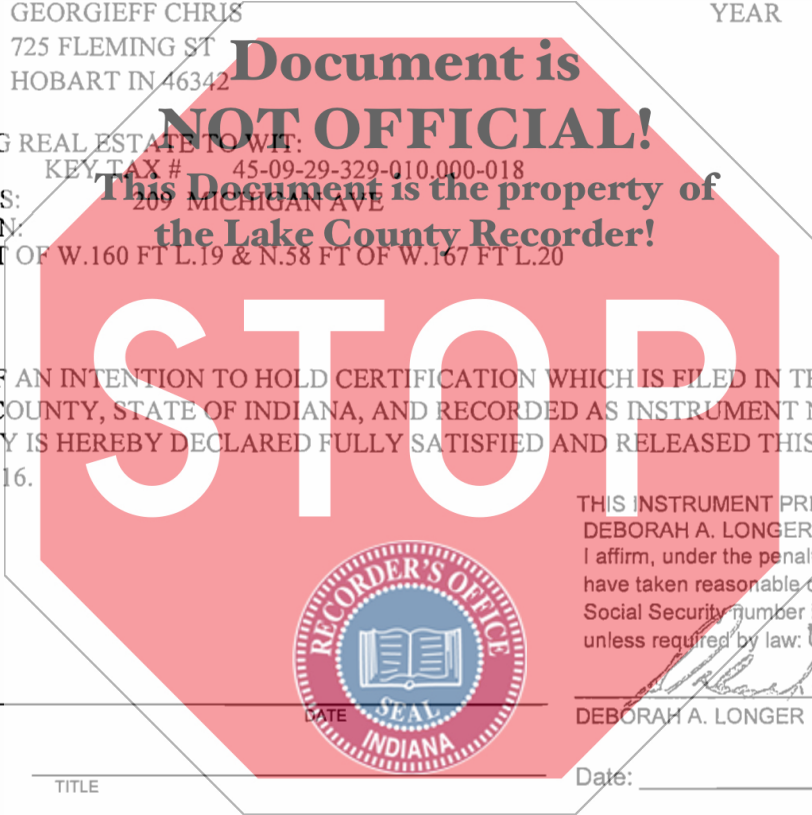 GEORGIEFF CHRIS
YEAR
725 FLEMING ST
HOBART IN 46342
Document is
NOT OFFICIAL!
G REAL ESTATE TO WIT:
KEY TAX # 45-09-29-329-010.000-018
This Document is the property of
S: 209 MICHIGAN AVE
N:
the Lake County Recorder!
OF W.160 FT L.19 & N.58 FT OF W.167 FT L.20
STOP
AN INTENTION TO HOLD CERTIFICATION WHICH IS FILED IN
COUNTY, STATE OF INDIANA, AND RECORDED AS INSTRUMENT
Y IS HEREBY DECLARED FULLY SATISFIED AND RELEASED THIS
16.
THIS INSTRUMENT PR
DEBORAH A. LONGER
I affirm, under the penal
have taken reasonable
Social Security number
unless required by law:
RECORDER'S OFFICE
SEAL
INDIANA
DATE
DEBORAH A. LONGER
TITLE
Date: